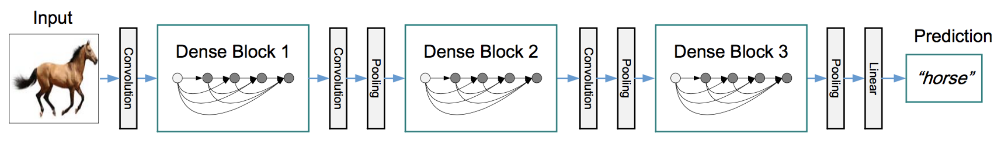 Input
Convolution
Dense Block 1
Convolution
Pooling
Dense Block 2
Convolution
Pooling
Dense Block 3
Pooling
Linear
Prediction
“horse”